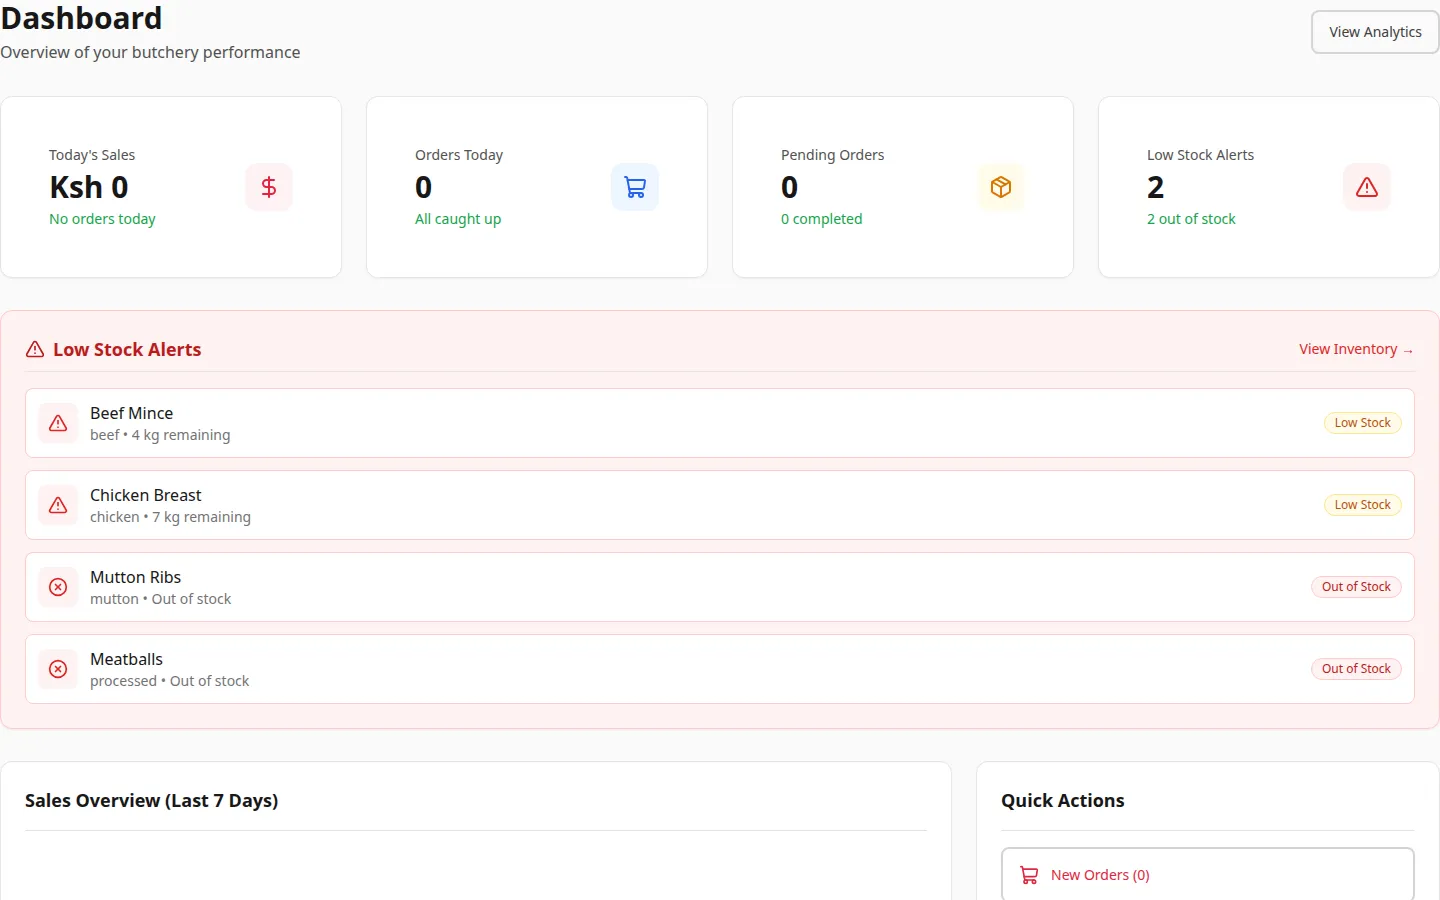 Dashboard
Overview of your butchery performance
View Analytics
Today's Sales
Ksh 0
No orders today
Orders Today
0
All caught up
Pending Orders
0
0 completed
Low Stock Alerts
2
2 out of stock
Low Stock Alerts
View Inventory →
Beef Mince
beef • 4 kg remaining
Low Stock
Chicken Breast
chicken • 7 kg remaining
Low Stock
Mutton Ribs
mutton • Out of stock
Out of Stock
Meatballs
processed • Out of stock
Out of Stock
Sales Overview (Last 7 Days)
Quick Actions
New Orders (0)